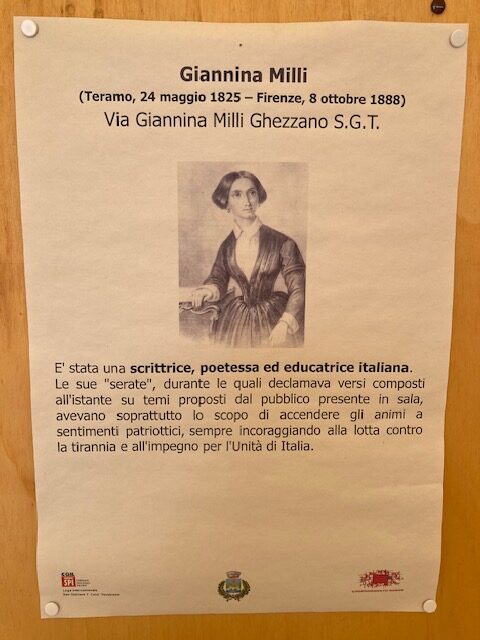 Giannina Milli
(Teramo, 24 maggio 1825 – Firenze, 8 ottobre 1888)
Via Giannina Milli Ghezzano S.G.T.
E' stata una scrittrice, poetessa ed educatrice italiana.
Le sue "serate", durante le quali declamava versi composti
all'istante su temi proposti dal pubblico presente in sala,
avevano soprattutto lo scopo di accendere gli animi a
sentimenti patriottici, sempre incoraggiando alla lotta contro
la tirannia e all'impegno per l'Unità di Italia.
CGIL
SPI